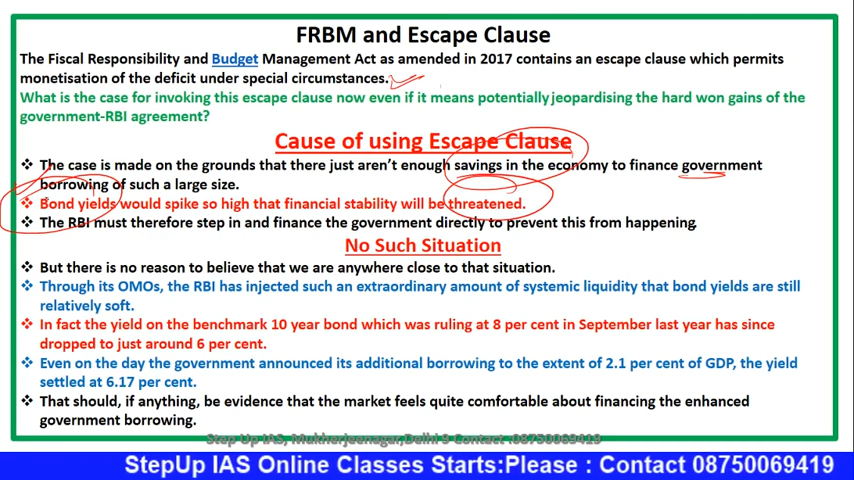 FRBM and Escape Clause
The Fiscal Responsibility and Budget Management Act as amended in 2017 contains an escape clause which permits
monetisation of the deficit under special circumstances.
What is the case for invoking this escape clause now even if it means potentially jeopardising the hard won gains of the
government-RBI agreement?
Cause of using Escape Clause
❖ The case is made on the grounds that there just aren't enough savings in the economy to finance government
borrowing of such a large size.
❖ Bond yields would spike so high that financial stability will be threatened.
❖ The RBI must therefore step in and finance the government directly to prevent this from happening.
No Such Situation
❖ But there is no reason to believe that we are anywhere close to that situation.
❖ Through its OMOs, the RBI has injected such an extraordinary amount of systemic liquidity that bond yields are still
relatively soft.
❖ In fact the yield on the benchmark 10 year bond which was ruling at 8 per cent in September last year has since
dropped to just around 6 per cent.
❖ Even on the day the government announced its additional borrowing to the extent of 2.1 per cent of GDP, the yield
settled at 6.17 per cent.
❖ That should, if anything, be evidence that the market feels quite comfortable about financing the enhanced
government borrowing.
Step Up IAS, Mukherjeenagar,Delhi 9 Contact :08750069419
StepUp IAS Online Classes Starts:Please : Contact 08750069419